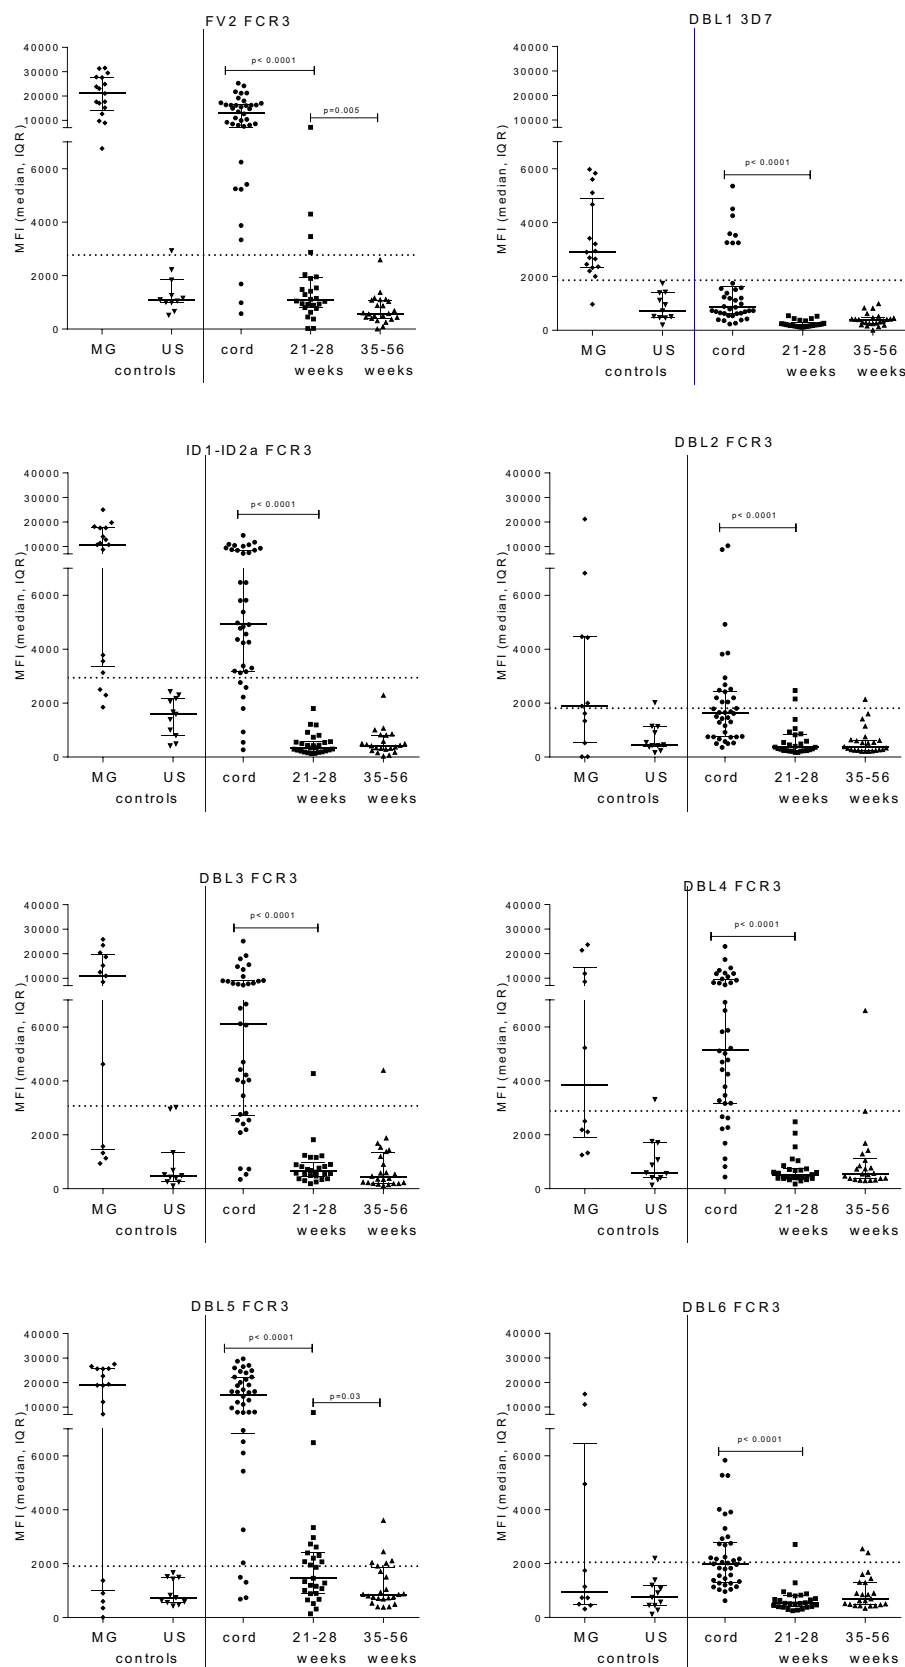 FV2 FCR3
40000
30000
20000
10000
6000
4000
2000
0
MFI (median, IQR)
p< 0.0001
p=0.005
MG US cord 21-28 35-56
controls weeks weeks
DBL1 3D7
40000
30000
20000
10000
6000
4000
2000
0
MFI (median, IQR)
p< 0.0001
MG US cord 21-28 35-56
controls weeks weeks
ID1-ID2a FCR3
40000
30000
20000
10000
6000
4000
2000
0
MFI (median, IQR)
p< 0.0001
MG US cord 21-28 35-56
controls weeks weeks
DBL2 FCR3
40000
30000
20000
10000
6000
4000
2000
0
MFI (median, IQR)
p< 0.0001
MG US cord 21-28 35-56
controls weeks weeks
DBL3 FCR3
40000
30000
20000
10000
6000
4000
2000
0
MFI (median, IQR)
p< 0.0001
MG US cord 21-28 35-56
controls weeks weeks
DBL4 FCR3
40000
30000
20000
10000
6000
4000
2000
0
MFI (median, IQR)
p< 0.0001
MG US cord 21-28 35-56
controls weeks weeks
DBL5 FCR3
40000
30000
20000
10000
6000
4000
2000
0
MFI (median, IQR)
p< 0.0001
p=0.03
MG US cord 21-28 35-56
controls weeks weeks
DBL6 FCR3
40000
30000
20000
10000
6000
4000
2000
0
MFI (median, IQR)
p< 0.0001
MG US cord 21-28 35-56
controls weeks weeks